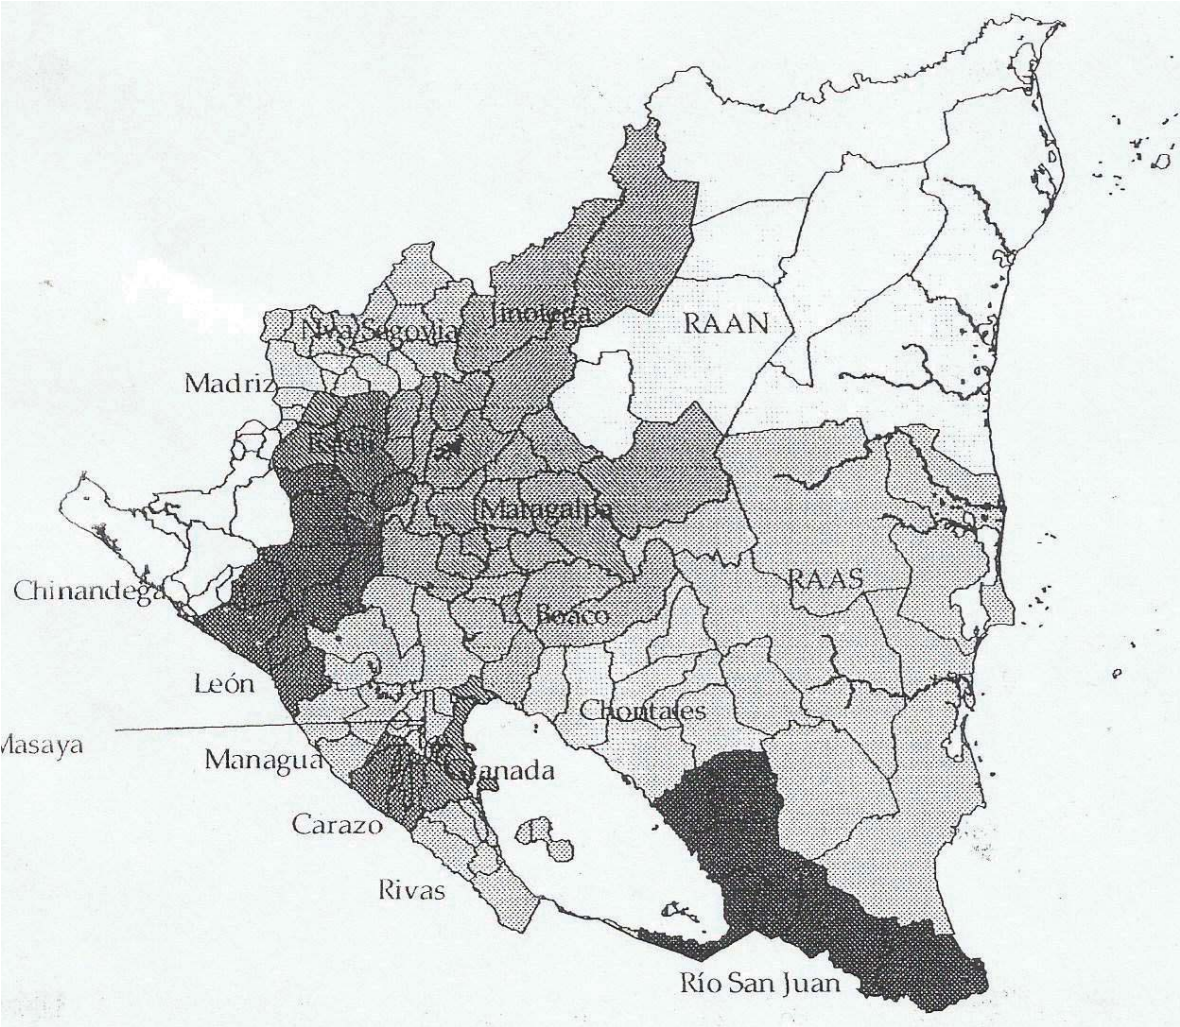 Jinotega
Nva Segovia
RAAN
Madriz
Estelí
Matagalpa
RAAS
Chinandega
Boaco
León
Chontales
Masaya
Managua
Granada
Carazo
Rivas
Río San Juan